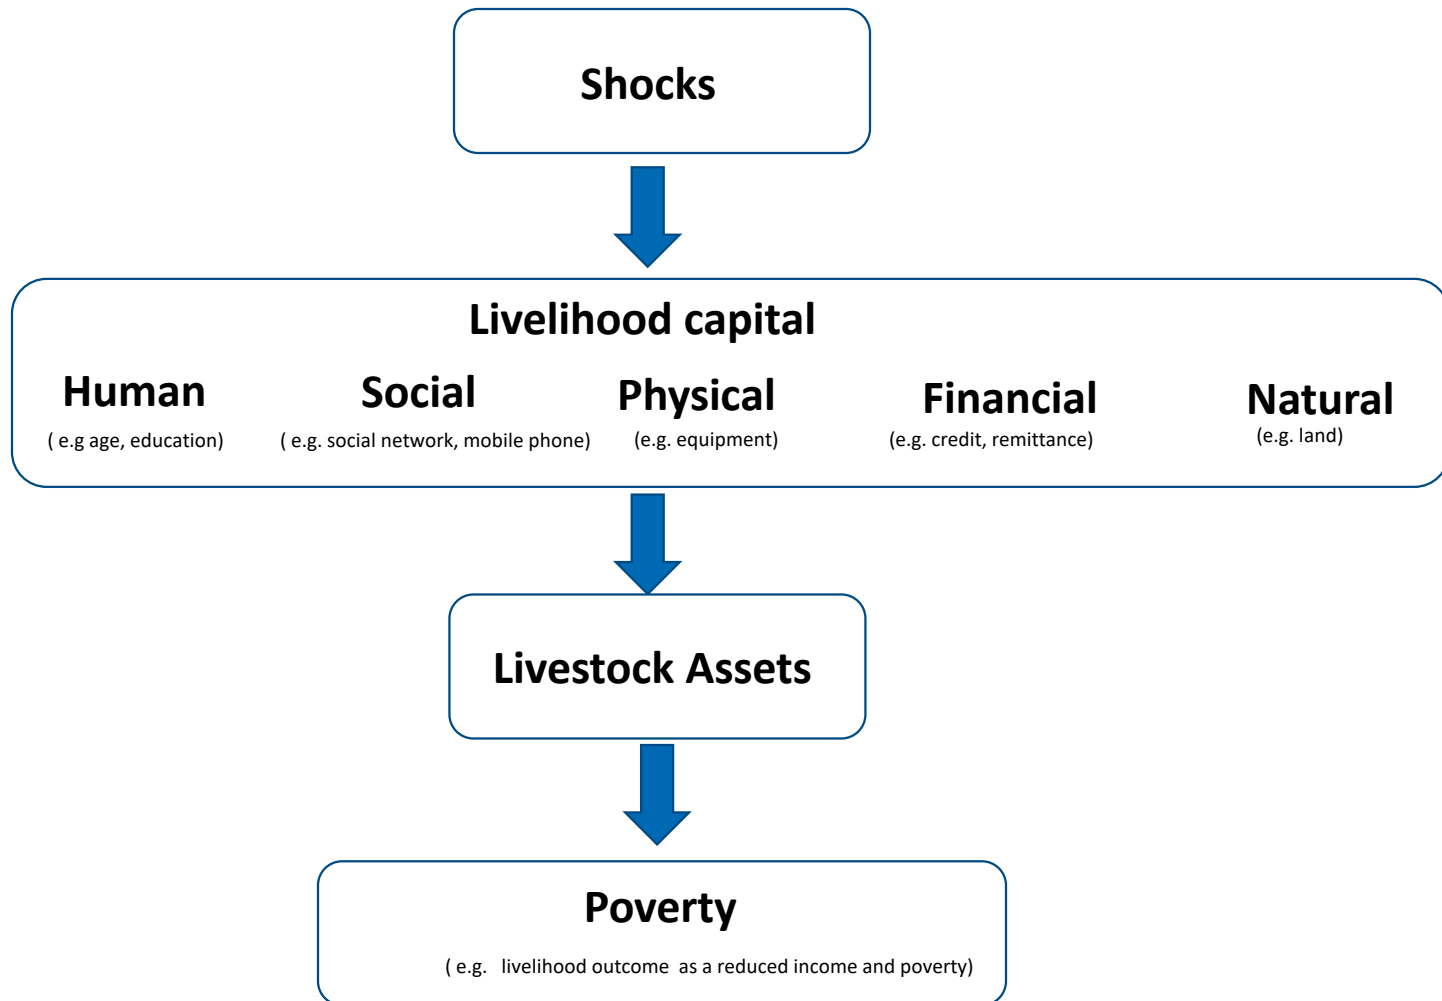 Shocks
Livelihood capital
Human
Social
Physical
Financial
Natural
( e.g age, education)
( e.g. social network, mobile phone)
(e.g. equipment)
(e.g. credit, remittance)
(e.g. land)
Livestock Assets
Poverty
( e.g. livelihood outcome as a reduced income and poverty)